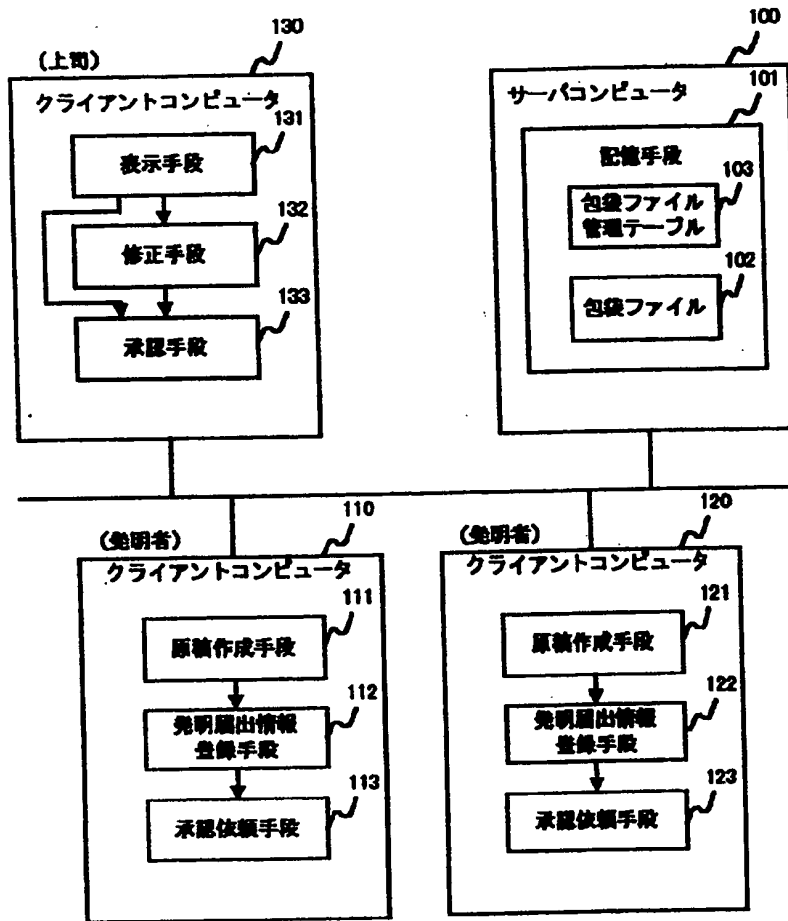 130
(上司)
クライアントコンピュータ
131
表示手段
132
修正手段
133
承認手段
100
サーバコンピュータ
101
記憶手段
103
包袋ファイル
管理テーブル
102
包袋ファイル
110
(発明者)
クライアントコンピュータ
111
原稿作成手段
112
発明届出情報
登録手段
113
承認依頼手段
120
(発明者)
クライアントコンピュータ
121
原稿作成手段
122
発明届出情報
登録手段
123
承認依頼手段